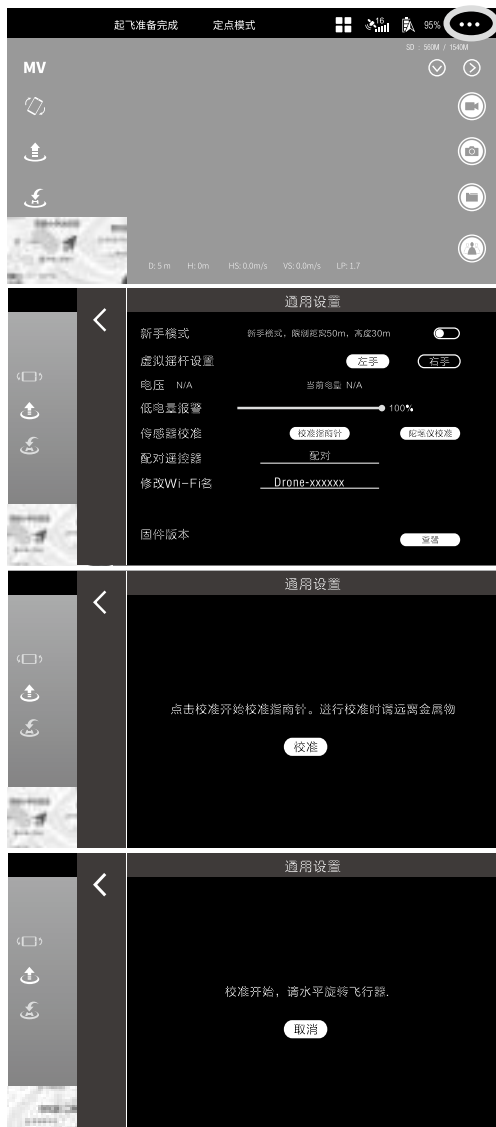 起飞准备完成 定点模式 16 95%
SD : 560M / 1540M
MV
D: 5 m H: 0m HS: 0.0m/s VS: 0.0m/s LP: 1.7
通用设置
新手模式 新手模式，限制距离50m，高度30m
虚拟摇杆设置 左手 右手
电压 N/A 当前电量 N/A
低电量报警 100%
传感器校准 校准指南针 陀螺仪校准
配对遥控器 配对
修改Wi-Fi名 Drone-xxxxxx
固件版本 查看
通用设置
点击校准开始校准指南针。进行校准时请远离金属物
校准
通用设置
校准开始，请水平旋转飞行器.
取消